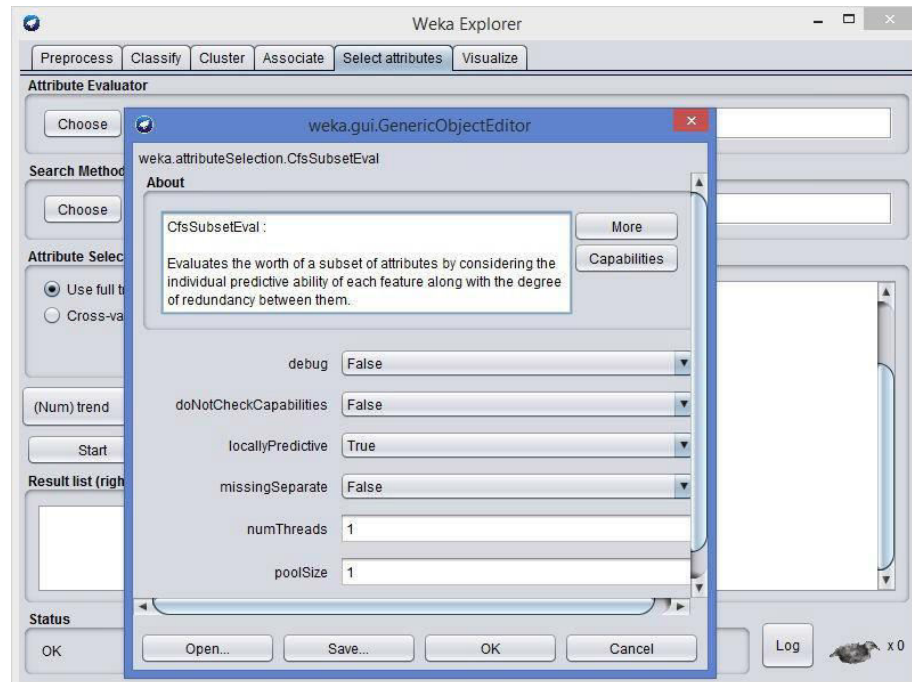 Weka Explorer
Preprocess Classify Cluster Associate Select attributes Visualize
Attribute Evaluator
Choose
Search Method
Choose
Attribute Selec
Use full t
Cross-va
(Num) trend
Start
Result list (righ
Status
OK
Log
x 0
weka.gui.GenericObjectEditor
weka.attributeSelection.CfsSubsetEval
About
CfsSubsetEval :
Evaluates the worth of a subset of attributes by considering the
individual predictive ability of each feature along with the degree
of redundancy between them.
More
Capabilities
debug False
doNotCheckCapabilities False
locallyPredictive True
missingSeparate False
numThreads 1
poolSize 1
Open... Save... OK Cancel